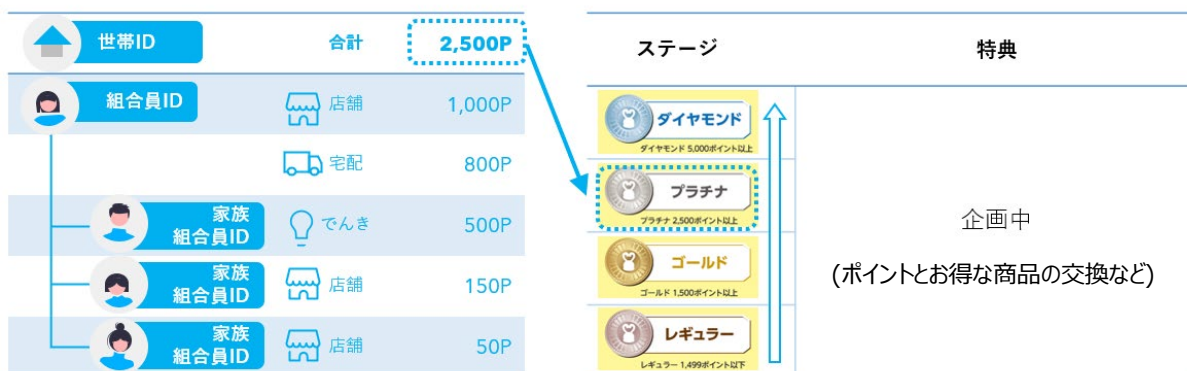 世帯ID 合計 2,500P
組合員ID 店舗 1,000P
宅配 800P
家族
組合員ID でんき 500P
家族
組合員ID 店舗 150P
家族
組合員ID 店舗 50P
ステージ 特典
ダイヤモンド
ダイヤモンド 5,000ポイント以上
プラチナ
プラチナ 2,500ポイント以上
ゴールド
ゴールド 1,500ポイント以上
レギュラー
レギュラー 1,499ポイント以下
企画中
(ポイントとお得な商品の交換など)